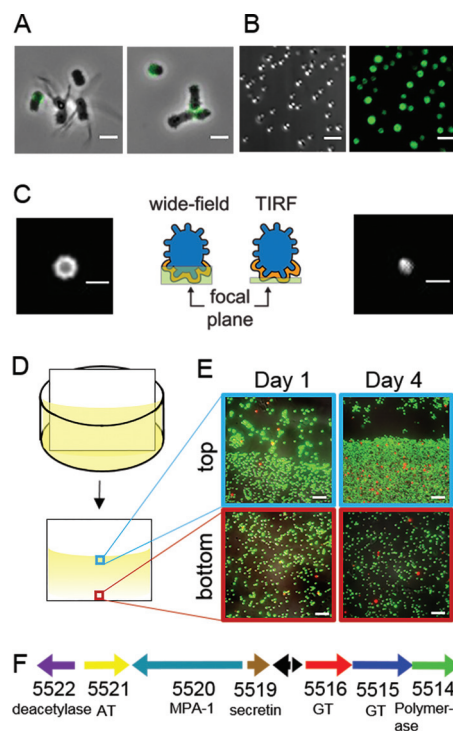 A
B
C
wide-field TIRF
focal
plane
D
E
Day 1 Day 4
top
bottom
F
5522 5521 5520 5519 5516 5515 5514
deacetylase AT MPA-1 secretin GT GT Polymer-
ase